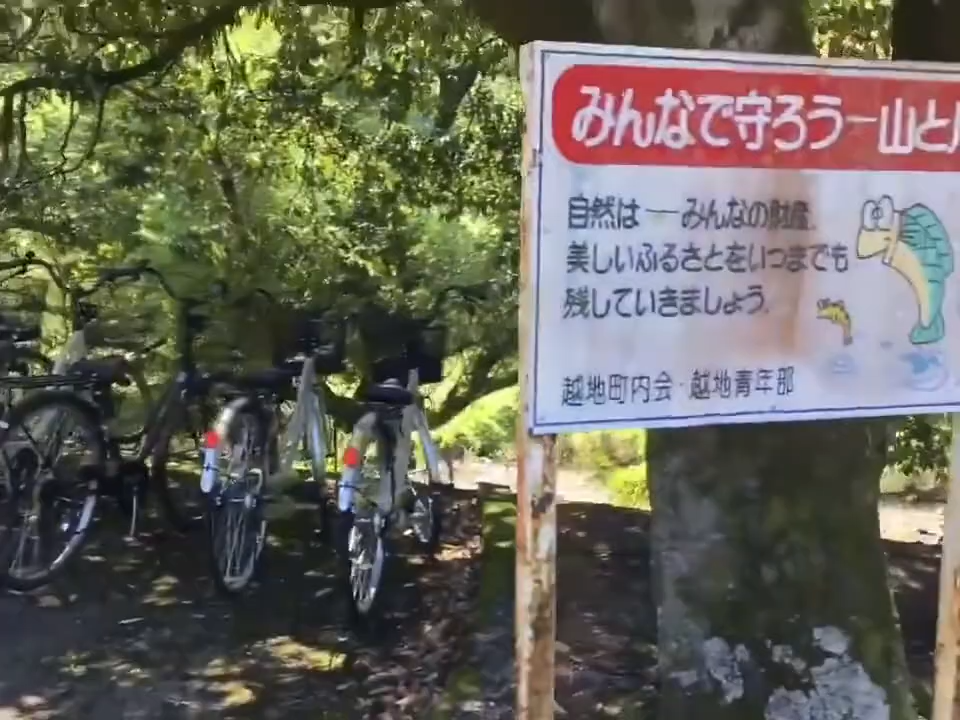 みんなで守ろう一山と
自然は一みんなの財産
美しいふるさとをいつまでも
残していきましょう
越地町内会・越地青年部